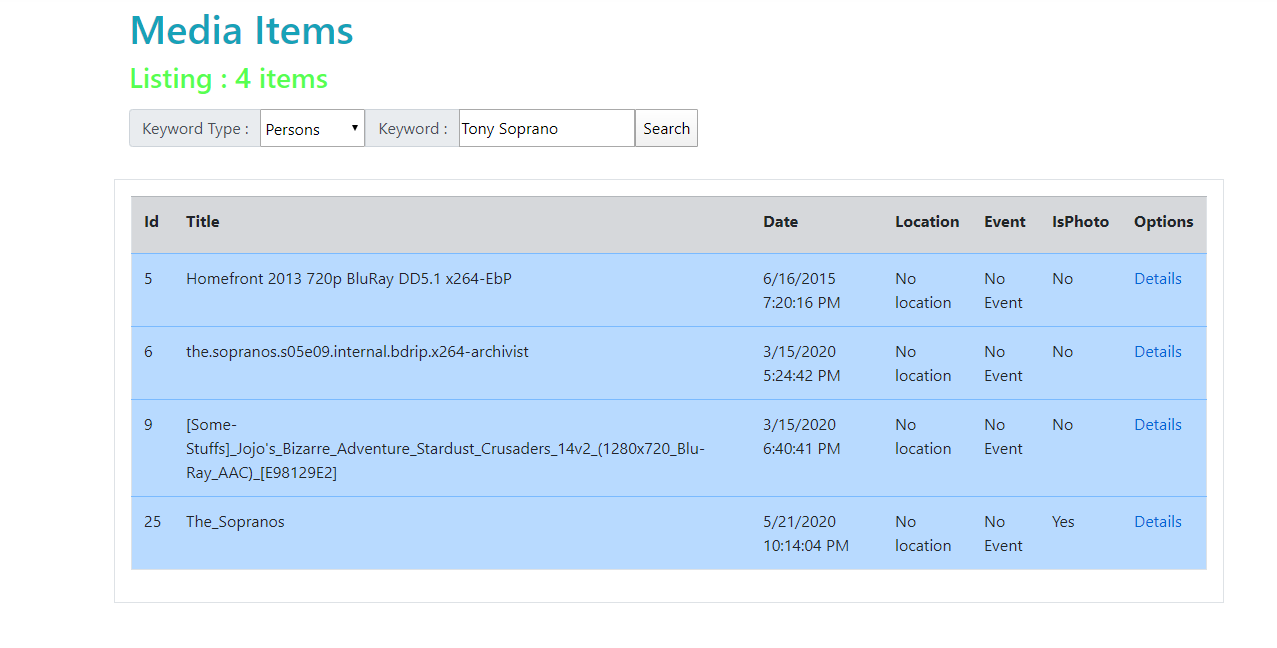 Media Items
Listing : 4 items
Keyword Type : Persons Keyword : Tony Soprano Search
Id Title Date Location Event IsPhoto Options
5 Homefront 2013 720p BluRay DD5.1 x264-EbP 6/16/2015 No No No Details
7:20:16 PM location Event
6 the.sopranos.s05e09.internal.bdrip.x264-archivist 3/15/2020 No No No Details
5:24:42 PM location Event
9 [Some- 3/15/2020 No No No Details
Stuffs]_Jojo's_Bizarre_Adventure_Stardust_Crusaders_14v2_(1280x720_Blu- 6:40:41 PM location Event
Ray_AAC)_[E98129E2]
25 The_Sopranos 5/21/2020 No No Yes Details
10:14:04 PM location Event